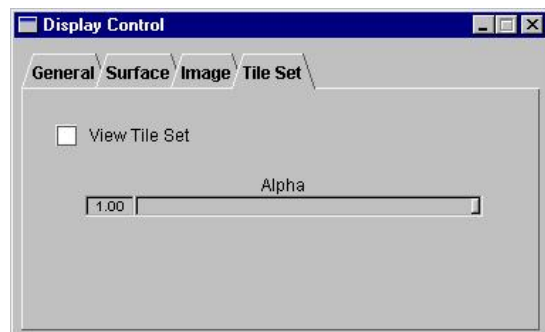 Display Control
General Surface Image Tile Set
View Tile Set
Alpha
1.00